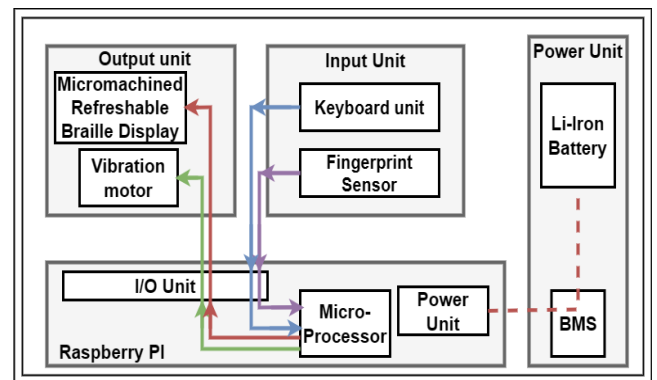 Output unit
Micromachined
Refreshable
Braille Display
Vibration
motor
Input Unit
Keyboard unit
Fingerprint
Sensor
Power Unit
Li-Iron
Battery
BMS
I/O Unit
Micro-
Processor
Power
Unit
Raspberry PI